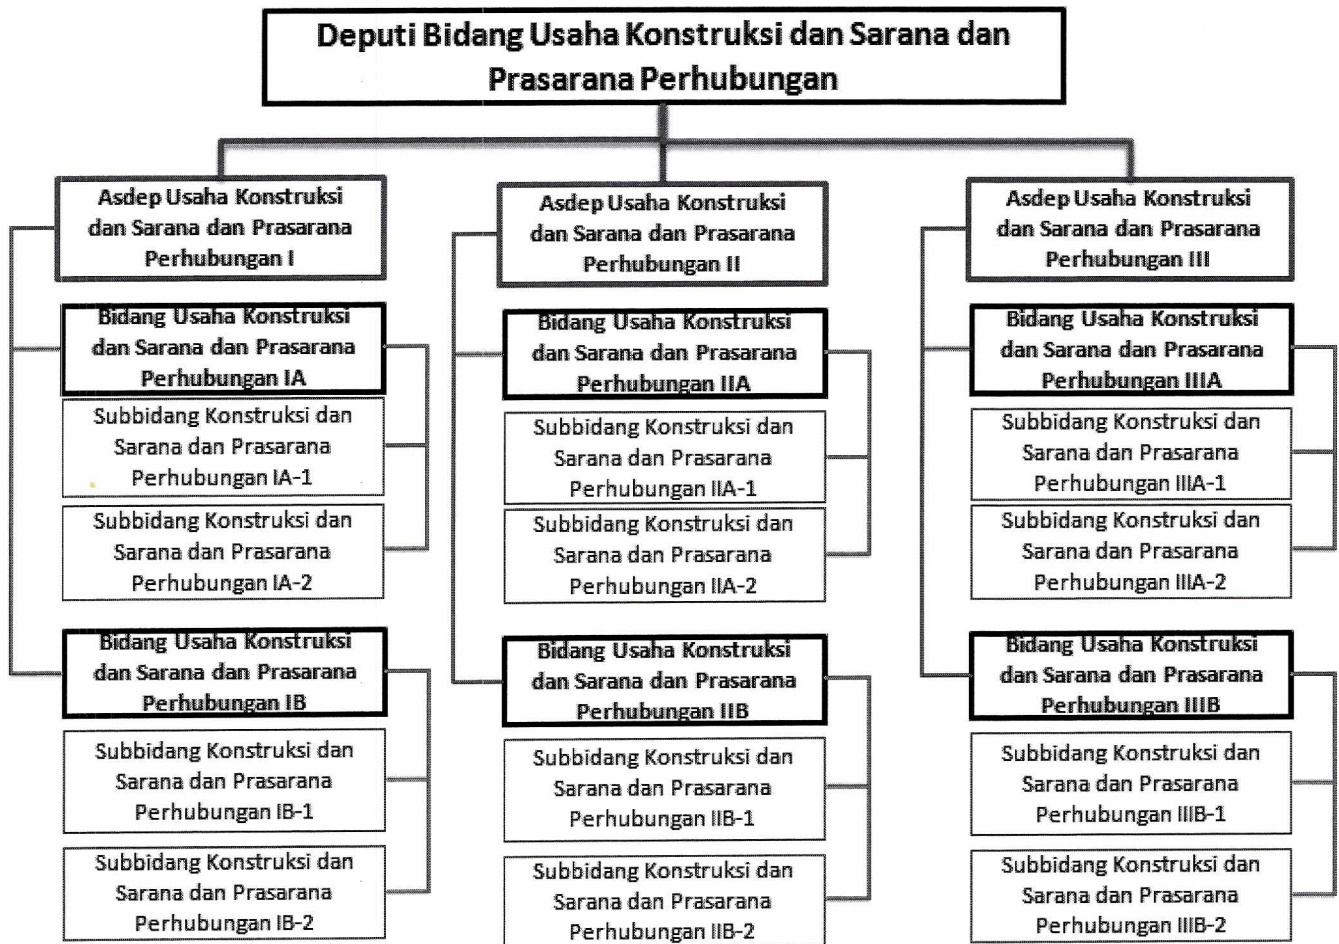 Deputi Bidang Usaha Konstruksi dan Sarana dan
Prasarana Perhubungan
Asdep Usaha Konstruksi
dan Sarana dan Prasarana
Perhubungan I
Bidang Usaha Konstruksi
dan Sarana dan Prasarana
Perhubungan IA
Subbidang Konstruksi dan
Sarana dan Prasarana
Perhubungan IA-1
Subbidang Konstruksi dan
Sarana dan Prasarana
Perhubungan IA-2
Bidang Usaha Konstruksi
dan Sarana dan Prasarana
Perhubungan IB
Subbidang Konstruksi dan
Sarana dan Prasarana
Perhubungan IB-1
Subbidang Konstruksi dan
Sarana dan Prasarana
Perhubungan IB-2
Asdep Usaha Konstruksi
dan Sarana dan Prasarana
Perhubungan II
Bidang Usaha Konstruksi
dan Sarana dan Prasarana
Perhubungan IIA
Subbidang Konstruksi dan
Sarana dan Prasarana
Perhubungan IIA-1
Subbidang Konstruksi dan
Sarana dan Prasarana
Perhubungan IIA-2
Bidang Usaha Konstruksi
dan Sarana dan Prasarana
Perhubungan IIB
Subbidang Konstruksi dan
Sarana dan Prasarana
Perhubungan IIB-1
Subbidang Konstruksi dan
Sarana dan Prasarana
Perhubungan IIB-2
Asdep Usaha Konstruksi
dan Sarana dan Prasarana
Perhubungan III
Bidang Usaha Konstruksi
dan Sarana dan Prasarana
Perhubungan IIIA
Subbidang Konstruksi dan
Sarana dan Prasarana
Perhubungan IIIA-1
Subbidang Konstruksi dan
Sarana dan Prasarana
Perhubungan IIIA-2
Bidang Usaha Konstruksi
dan Sarana dan Prasarana
Perhubungan IIIB
Subbidang Konstruksi dan
Sarana dan Prasarana
Perhubungan IIIB-1
Subbidang Konstruksi dan
Sarana dan Prasarana
Perhubungan IIIB-2